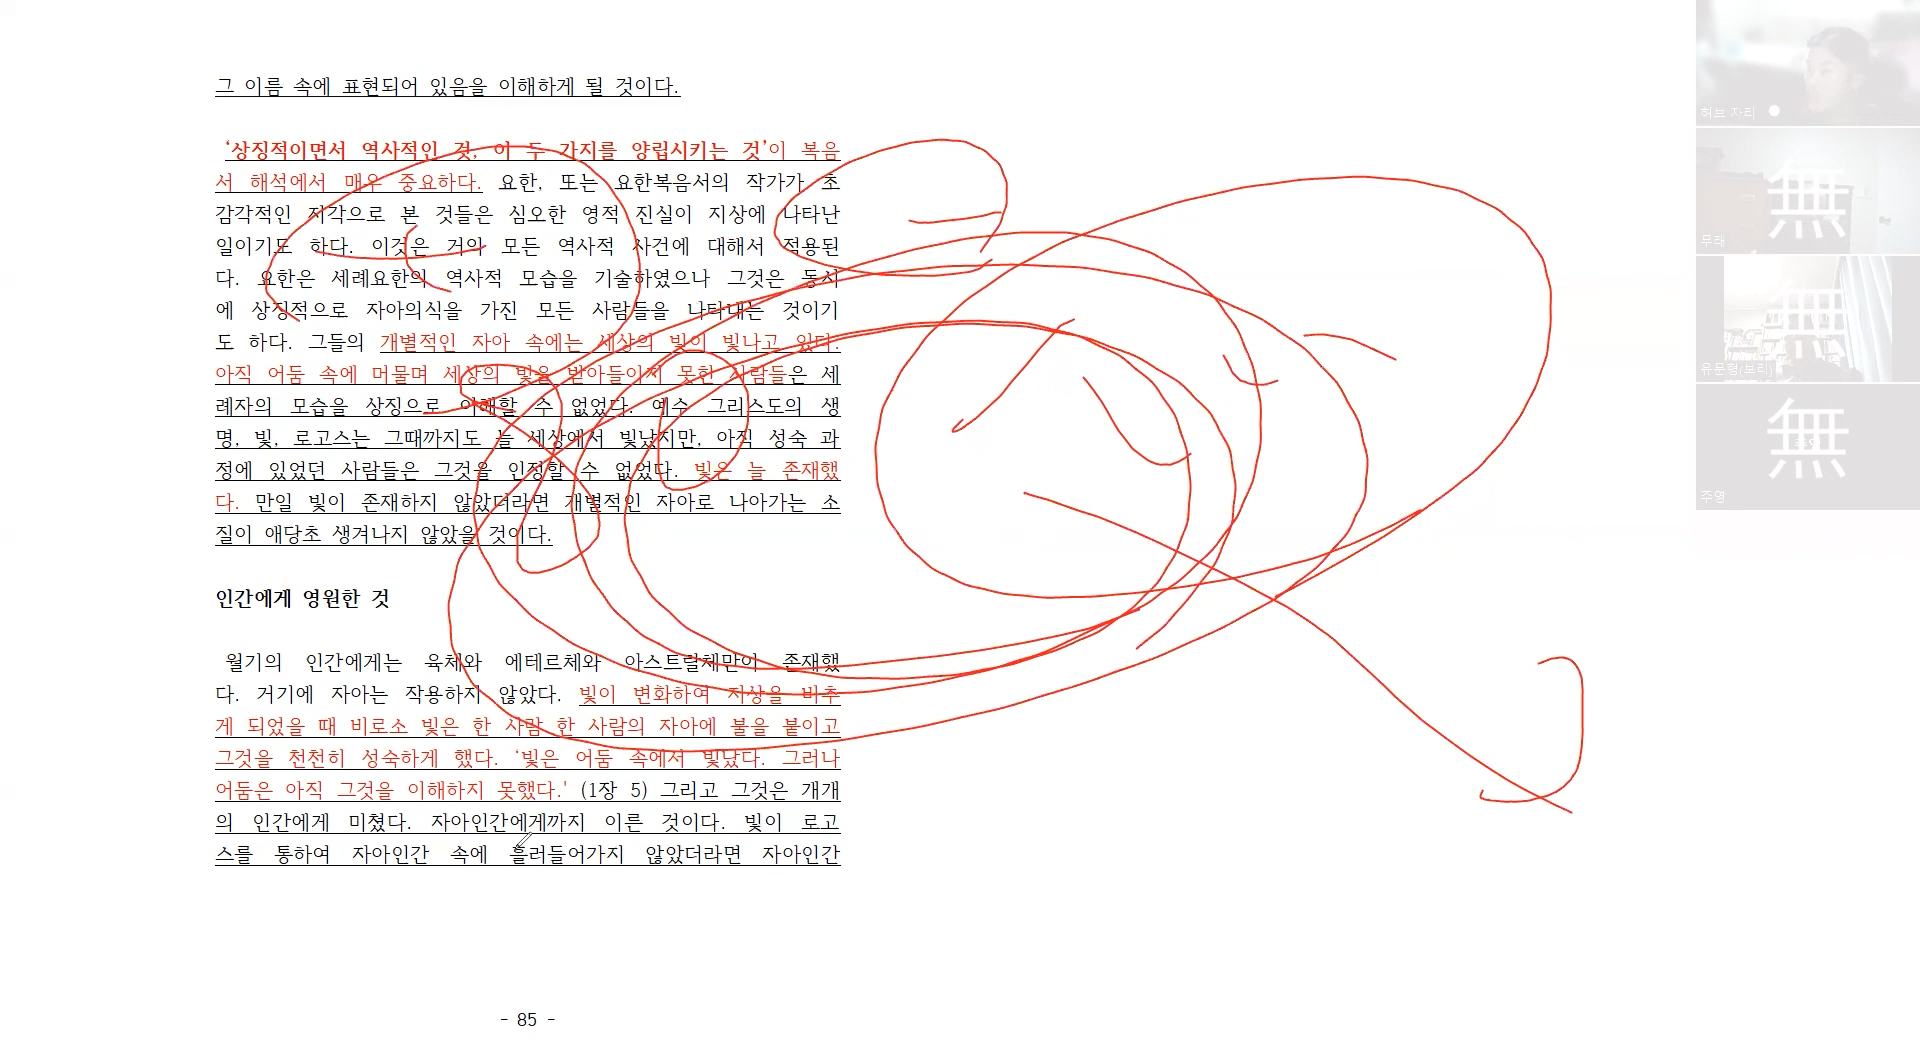 그 이름 속에 표현되어 있음을 이해하게 될 것이다.
‘상징적이면서 역사적인 것, 이 두 가지를 양립시키는 것’이 복음
서 해석에서 매우 중요하다. 요한, 또는 요한복음서의 작가가 초
감각적인 지각으로 본 것들은 심오한 영적 진실이 지상에 나타난
일이기도 하다. 이것은 거의 모든 역사적 사건에 대해서 적용된
다. 요한은 세례요한의 역사적 모습을 기술하였으나 그것은 동시
에 상징적으로 자아의식을 가진 모든 사람들을 나타내는 것이기
도 하다. 그들의 개별적인 자아 속에는 세상의 빛이 빛나고 있다.
아직 어둠 속에 머물며 세상의 빛을 받아들이지 못한 사람들은 세
례자의 모습을 상징으로 이해할 수 없었다. 예수 그리스도의 생
명, 빛, 로고스는 그때까지도 늘 세상에서 빛났지만, 아직 성숙 과
정에 있었던 사람들은 그것을 인정할 수 없었다. 빛은 늘 존재했
다. 만일 빛이 존재하지 않았더라면 개별적인 자아로 나아가는 소
질이 애당초 생겨나지 않았을 것이다.
인간에게 영원한 것
월기의 인간에게는 육체와 에테르체와 아스트럴체만이 존재했
다. 거기에 자아는 작용하지 않았다. 빛이 변화하여 지상을 비추
게 되었을 때 비로소 빛은 한 사람 한 사람의 자아에 불을 붙이고
그것을 천천히 성숙하게 했다. ‘빛은 어둠 속에서 빛났다. 그러나
어둠은 아직 그것을 이해하지 못했다.' (1장 5) 그리고 그것은 개개
의 인간에게 미쳤다. 자아인간에게까지 이른 것이다. 빛이 로고
스를 통하여 자아인간 속에 흘러들어가지 않았더라면 자아인간
- 85 -
허브 자리
無
무래
無
유문형(보리)
無
주영